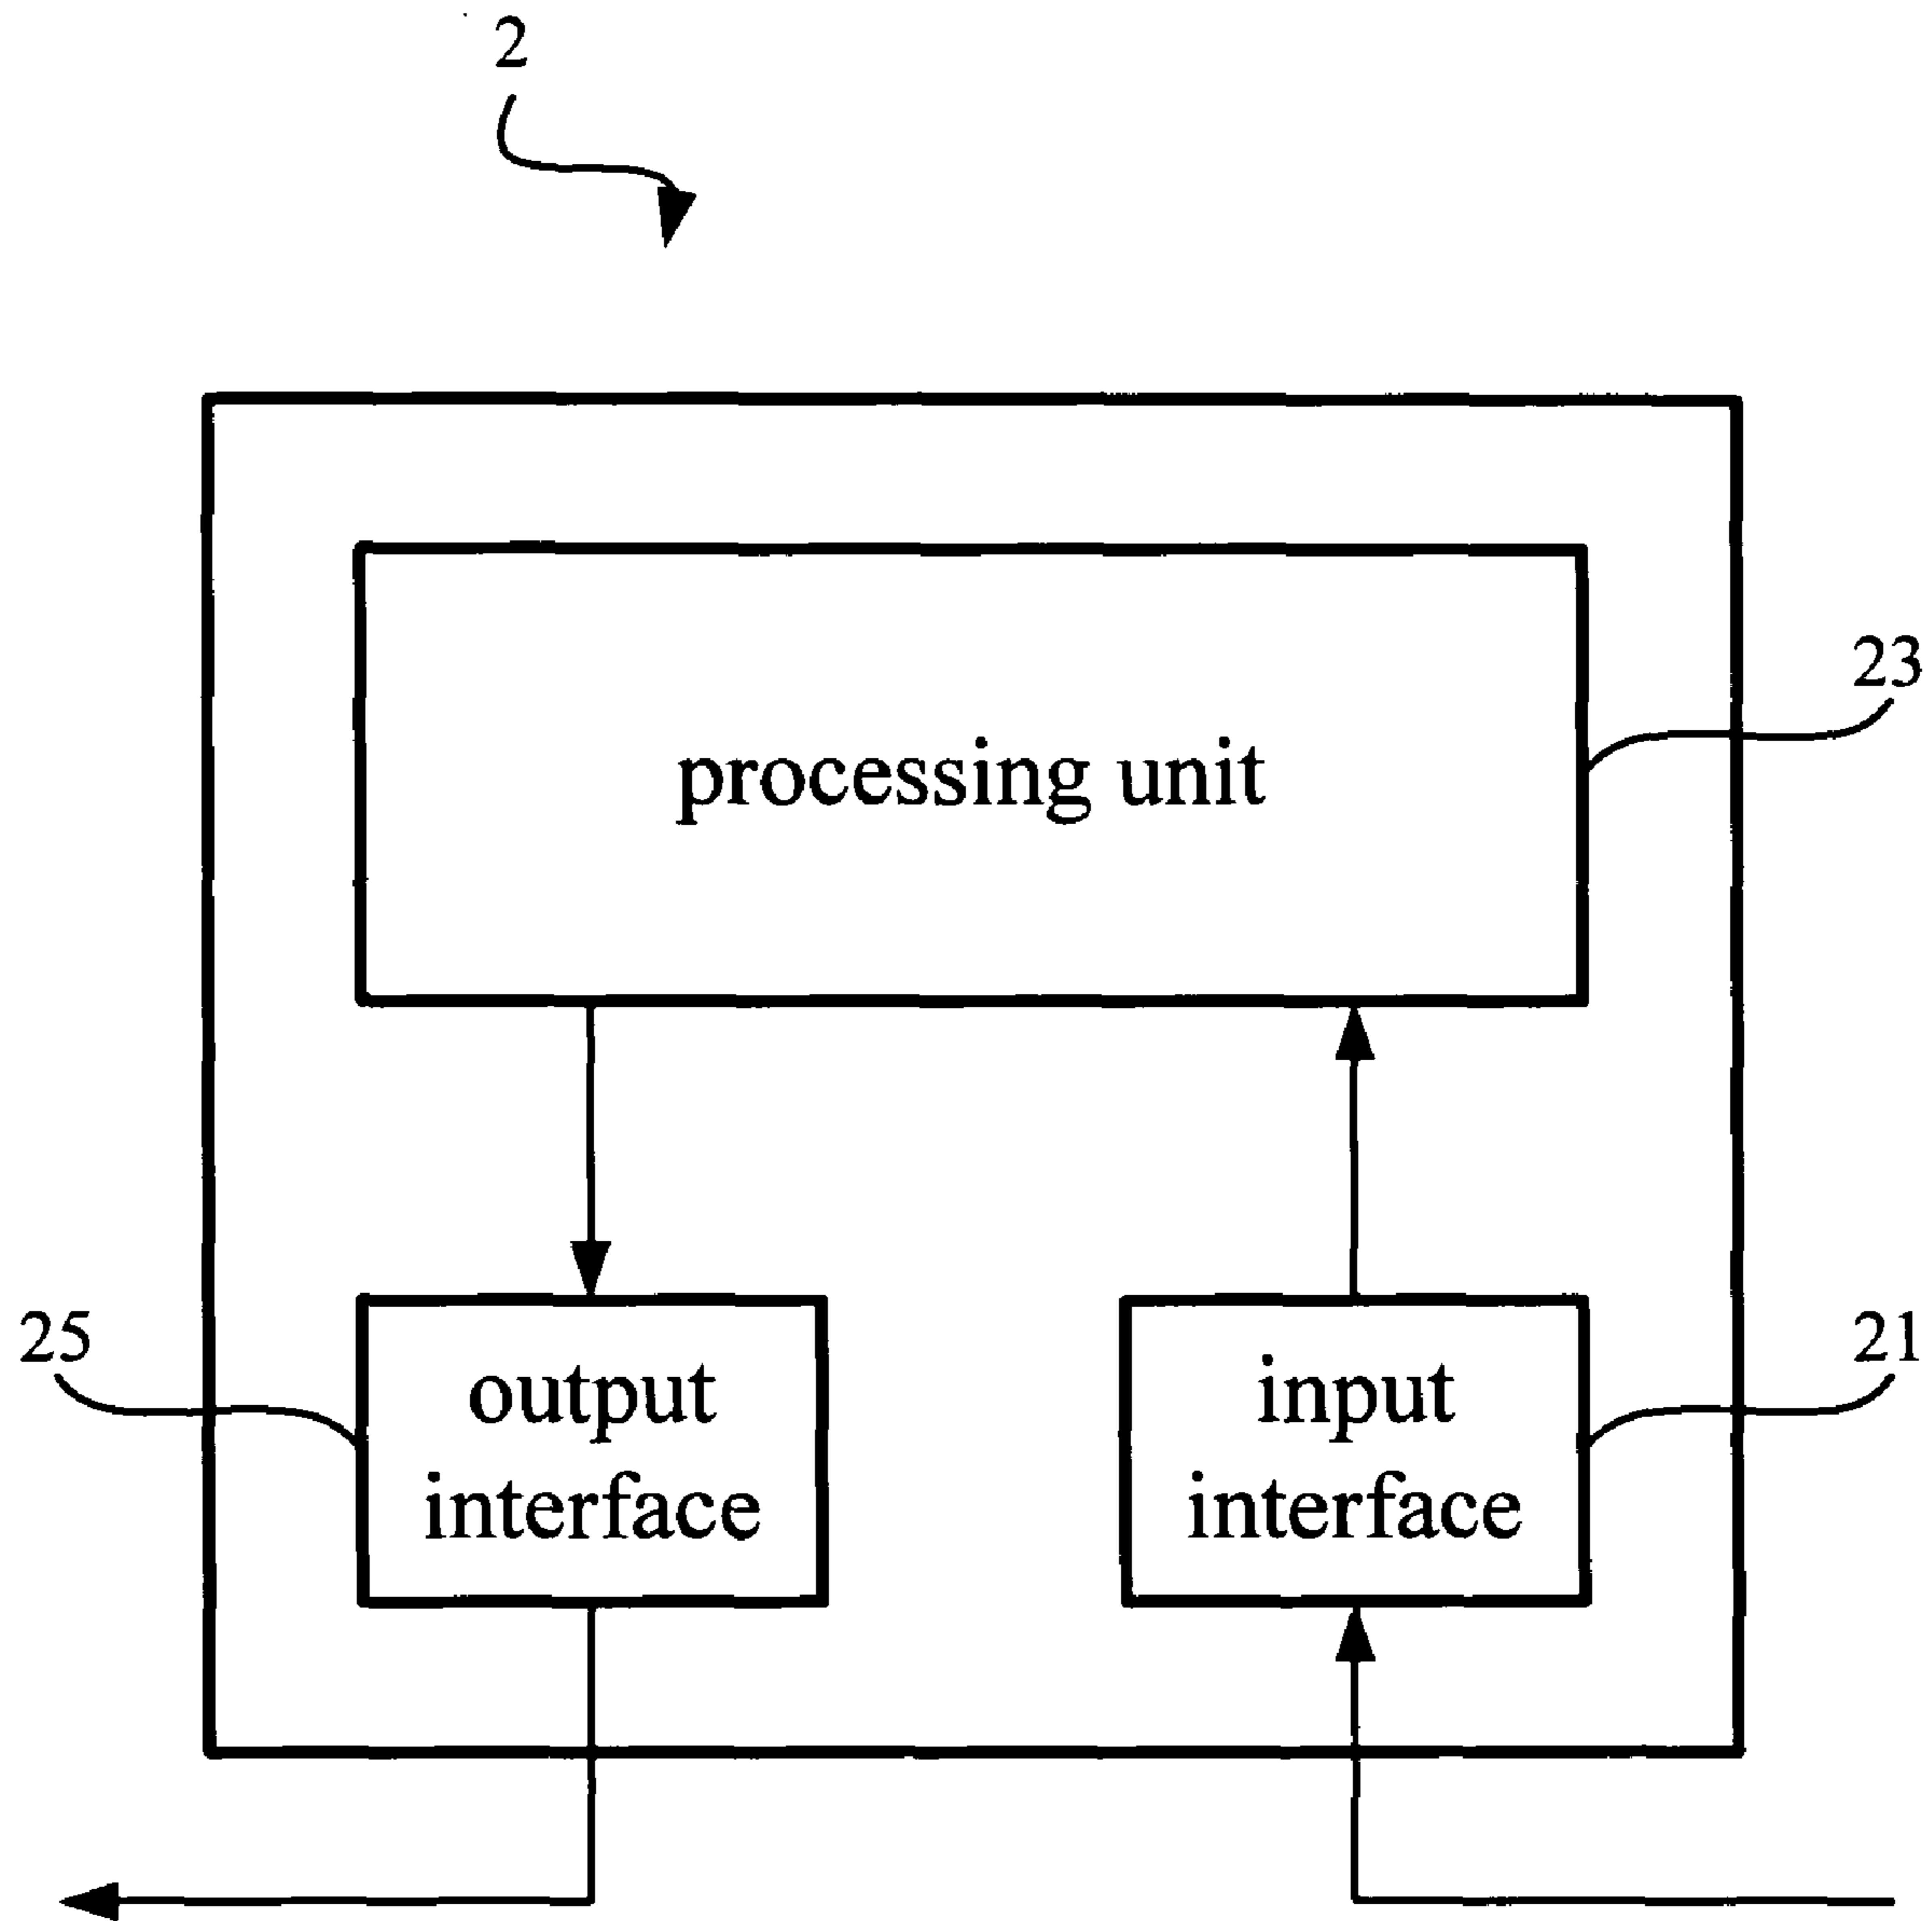 2
23
processing unit
25
output
interface
input
interface
21